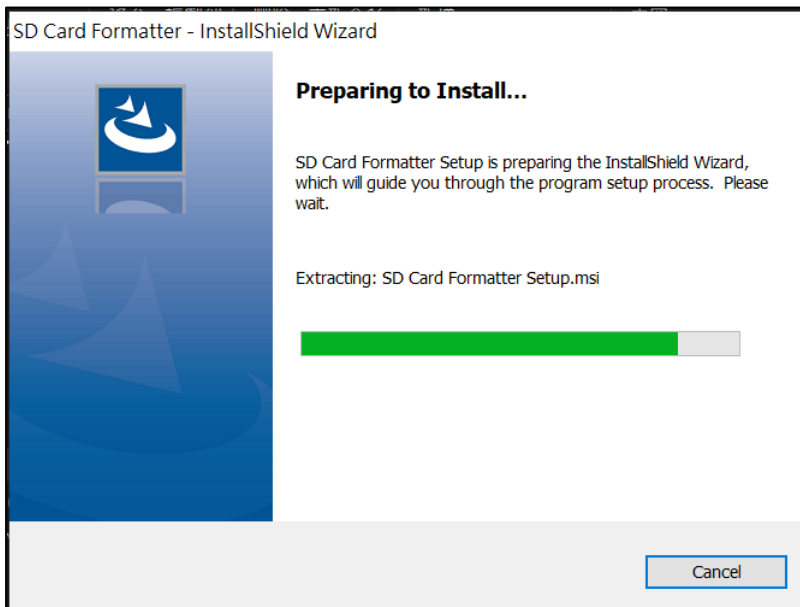 SD Card Formatter - InstallShield Wizard
Preparing to Install...
SD Card Formatter Setup is preparing the InstallShield Wizard,
which will guide you through the program setup process. Please
wait.
Extracting: SD Card Formatter Setup.msi
Cancel